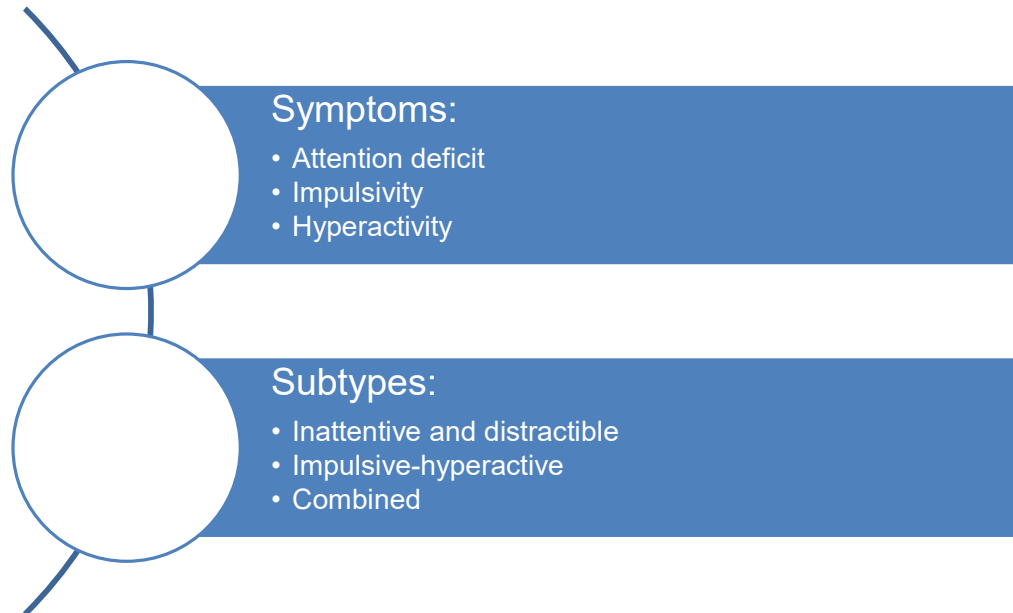 Symptoms:
• Attention deficit
• Impulsivity
• Hyperactivity
Subtypes:
• Inattentive and distractible
• Impulsive-hyperactive
• Combined